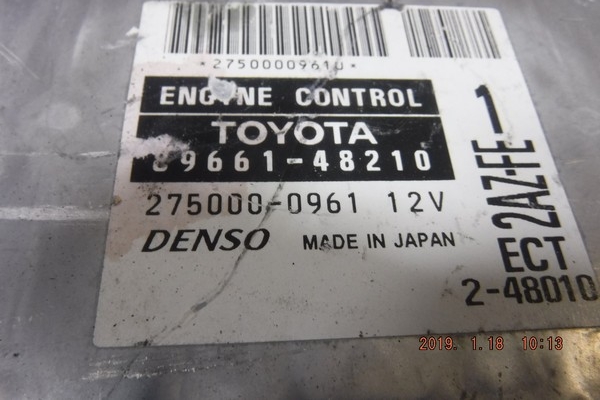 *2750000961U*
ENGINE CONTROL
TOYOTA
89661-48210
275000-0961 12V
DENSO MADE IN JAPAN
1
2AZ-FE
ECT
2-48010
2019. 1.18 10:13